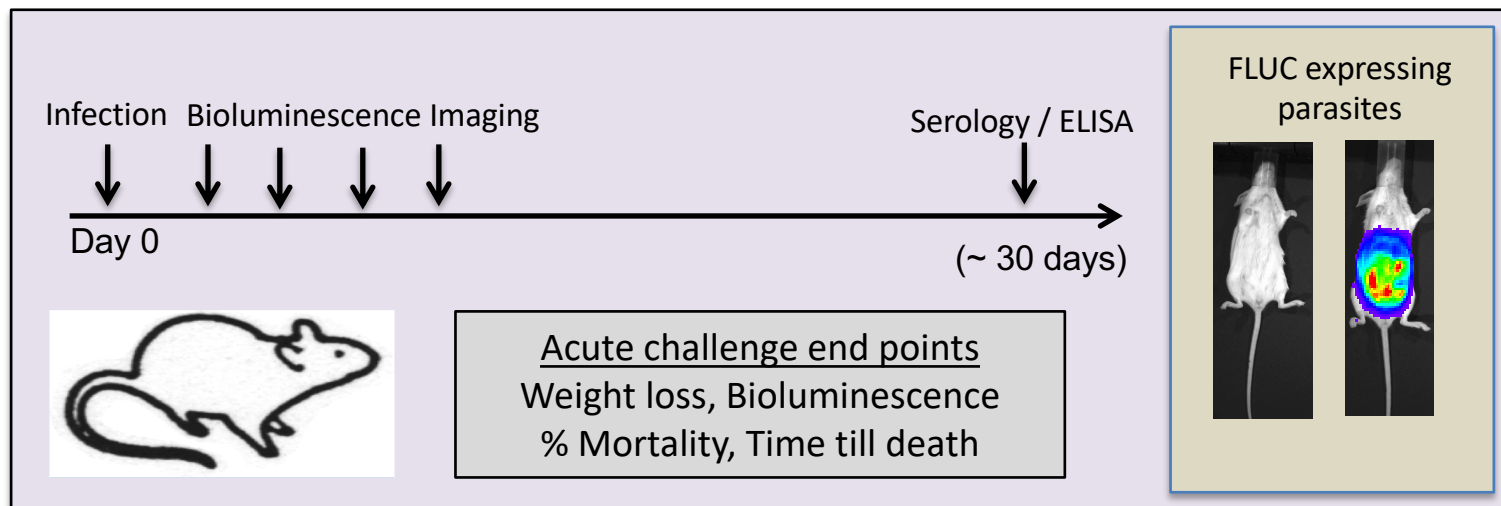 Infection Bioluminescence Imaging
Serology / ELISA
Day 0
(~ 30 days)
Acute challenge end points
Weight loss, Bioluminescence
% Mortality, Time till death
FLUC expressing
parasites